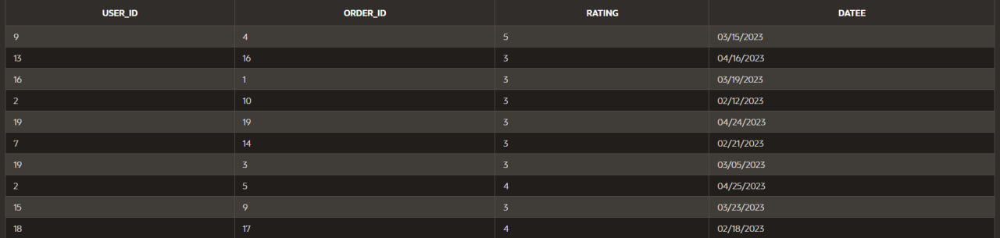 USER_ID ORDER_ID RATING DATEE
9 4 5 03/15/2023
13 16 3 04/16/2023
16 1 3 03/19/2023
2 10 3 02/12/2023
19 19 3 04/24/2023
7 14 3 02/21/2023
19 3 3 03/05/2023
2 5 4 04/25/2023
15 9 3 03/23/2023
18 17 4 02/18/2023